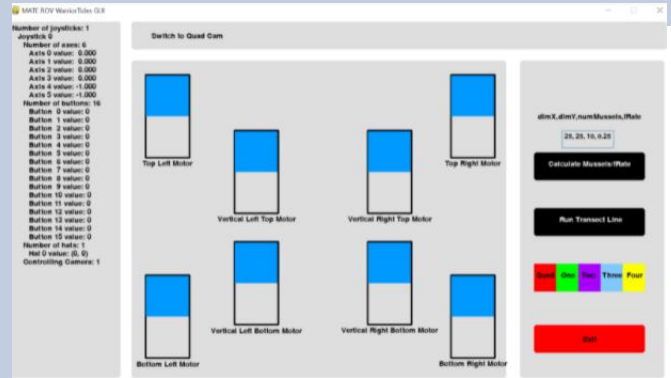 MATE ROV WarriorTides GUI
Number of joysticks: 1
Joystick 0
Number of axes: 6
Axis 0 value: 0.000
Axis 1 value: 0.000
Axis 2 value: 0.000
Axis 3 value: 0.000
Axis 4 value: -1.000
Axis 5 value: -1.000
Number of buttons: 16
Button 0 value: 0
Button 1 value: 0
Button 2 value: 0
Button 3 value: 0
Button 4 value: 0
Button 5 value: 0
Button 6 value: 0
Button 7 value: 0
Button 8 value: 0
Button 9 value: 0
Button 10 value: 0
Button 11 value: 0
Button 12 value: 0
Button 13 value: 0
Button 14 value: 0
Button 15 value: 0
Number of hats: 1
Hat 0 value: (0, 0)
Controlling Camera: 1
Switch to Quad Cam
Top Left Motor
Top Right Motor
Vertical Left Top Motor
Vertical Right Top Motor
Vertical Left Bottom Motor
Vertical Right Bottom Motor
Bottom Left Motor
Bottom Right Motor
dimX,dimY,numMussels,fRate
25, 25, 10, 0.25
Calculate Mussels/fRate
Run Transect Line
Quad One Two Three Four
Exit